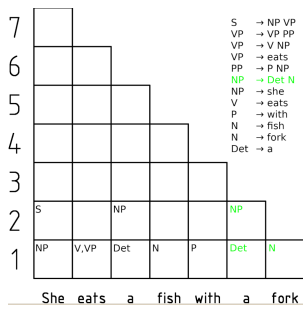 S → NP VP
VP → VP PP
VP → V NP
VP → eats
PP → P NP
NP → Det N
NP → she
V → eats
P → with
N → fish
N → fork
Det → a
7
6
5
4
3
2 S NP NP
1 NP V,VP Det N P Det N
She eats a fish with a fork